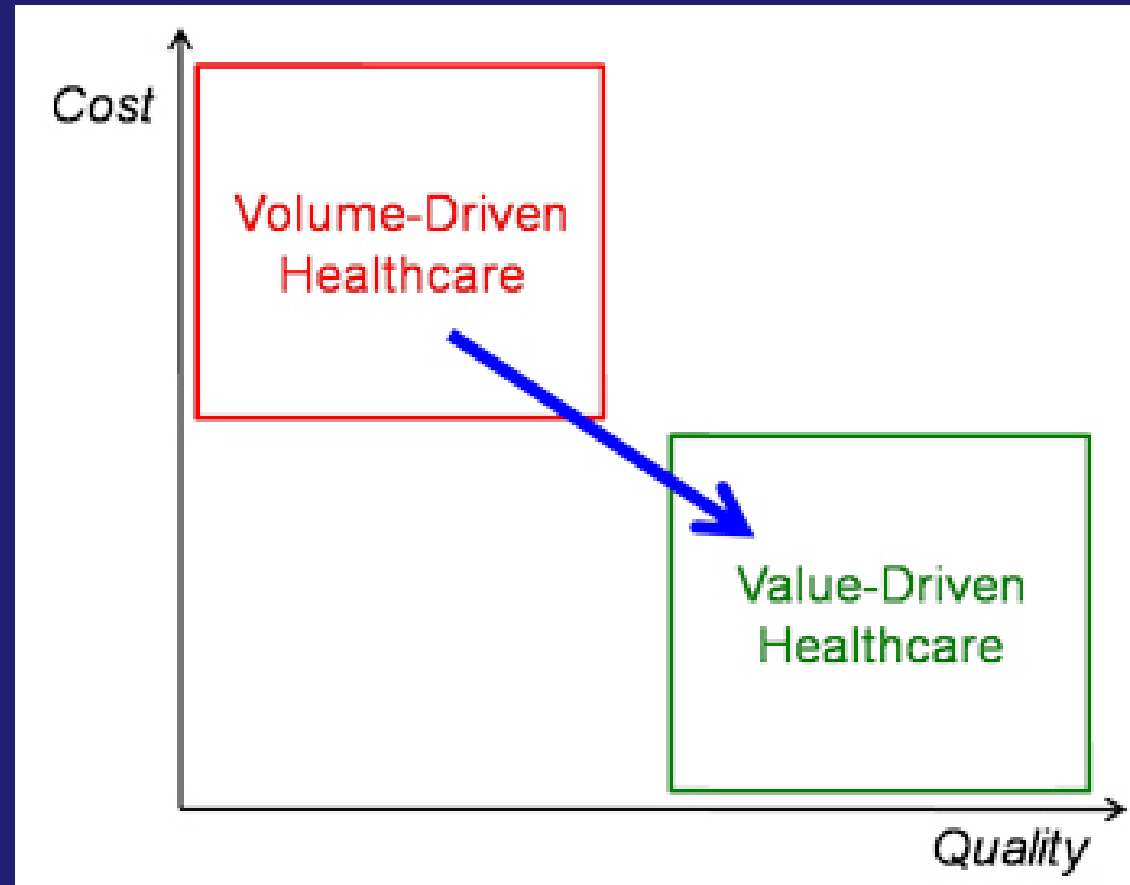 Cost
Volume-Driven
Healthcare
Value-Driven
Healthcare
Quality